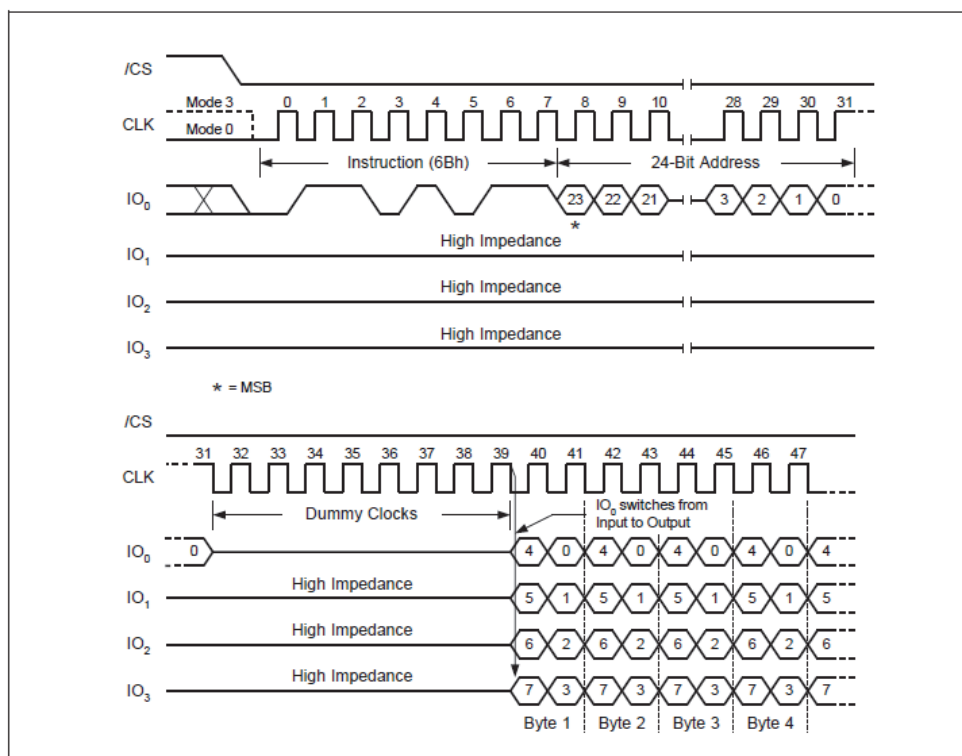 /CS
Mode 3 0 1 2 3 4 5 6 7 8 9 10 28 29 30 31
CLK
Mode 0
Instruction (6Bh) 24-Bit Address
IO0 23 22 21 3 2 1 0
*
High Impedance
IO1
High Impedance
IO2
High Impedance
IO3
* = MSB
/CS
31 32 33 34 35 36 37 38 39 40 41 42 43 44 45 46 47
CLK
Dummy Clocks
IO0 switches from
Input to Output
IO0 0 4 0 4 0 4 0 4 0 4
High Impedance
IO1 5 1 5 1 5 1 5 1 5
High Impedance
IO2 6 2 6 2 6 2 6 2 6
High Impedance
IO3 7 3 7 3 7 3 7 3 7
Byte 1 Byte 2 Byte 3 Byte 4